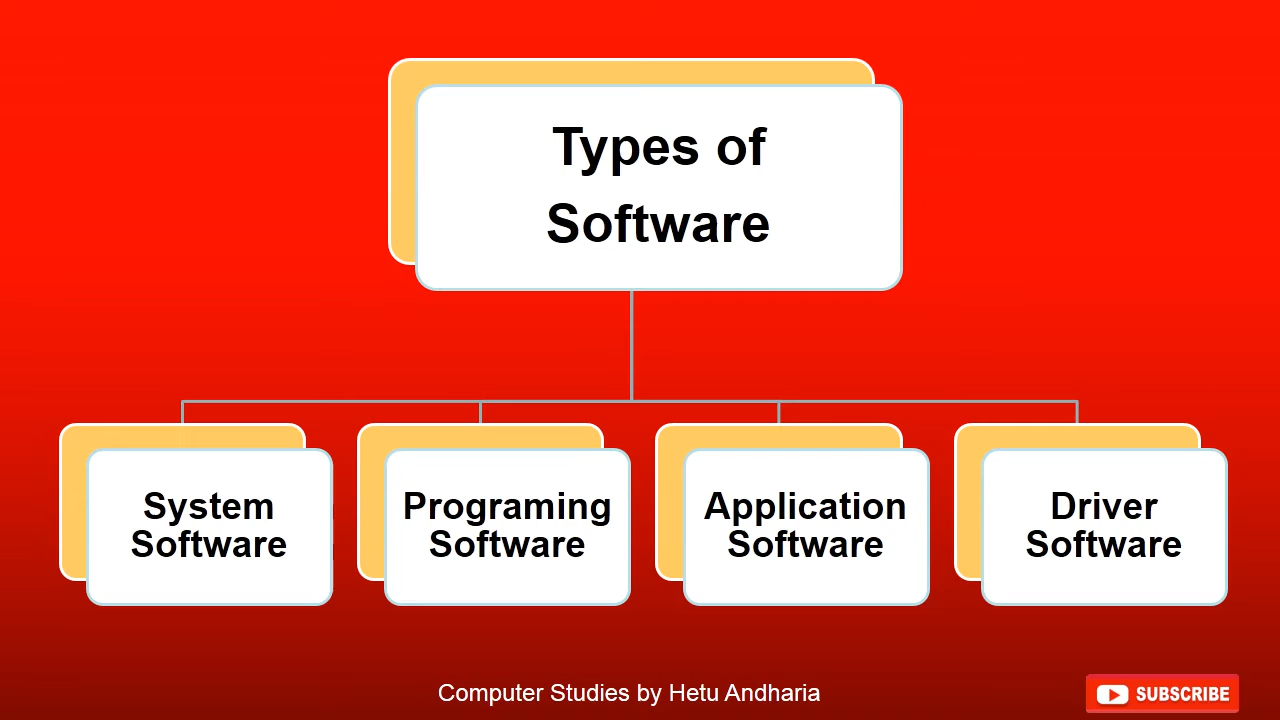 Types of
Software
System
Software
Programing
Software
Application
Software
Driver
Software
Computer Studies by Hetu Andharia
SUBSCRIBE